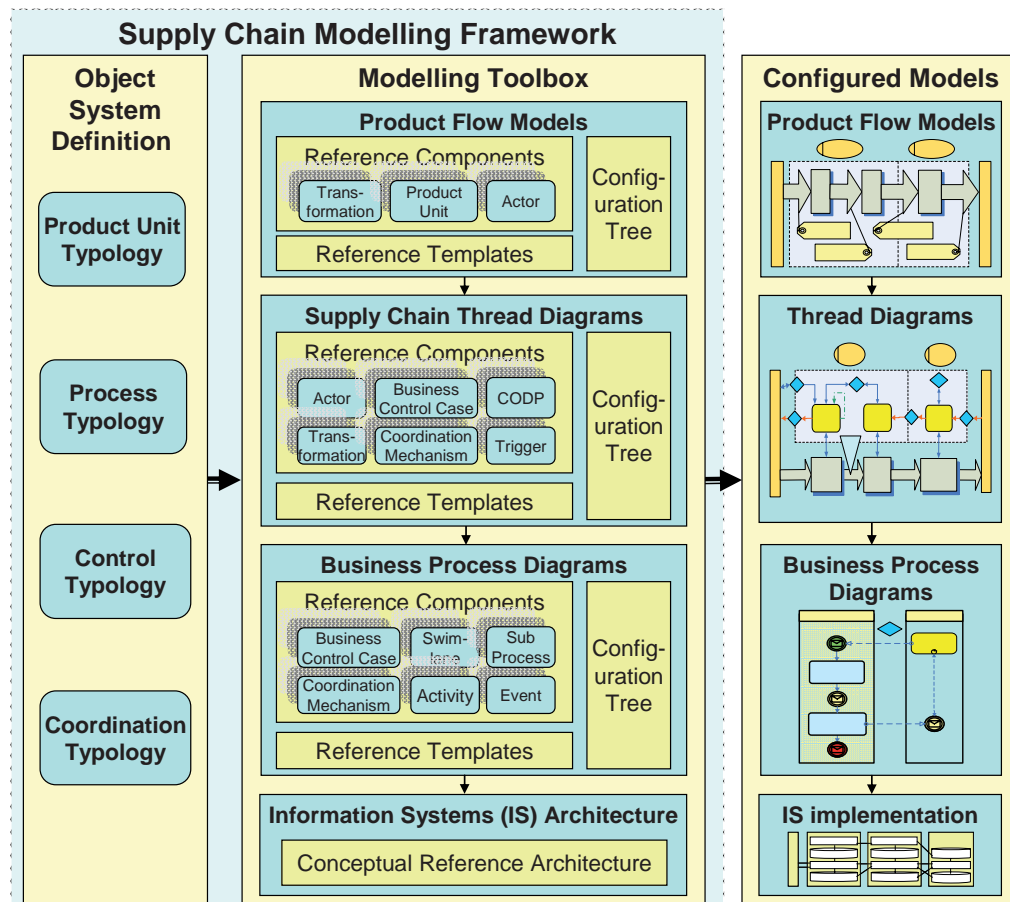 Supply Chain Modelling Framework
Object
System
Definition
Product Unit
Typology
Process
Typology
Control
Typology
Coordination
Typology
Modelling Toolbox
Product Flow Models
Reference Components
Trans-
formation
Product
Unit
Actor
Reference Templates
Config-
uration
Tree
Supply Chain Thread Diagrams
Reference Components
Actor
Business
Control Case
CODP
Trans-
formation
Coordination
Mechanism
Trigger
Reference Templates
Config-
uration
Tree
Business Process Diagrams
Reference Components
Business
Control Case
Swim-
lane
Sub
Process
Coordination
Mechanism
Activity
Event
Reference Templates
Config-
uration
Tree
Information Systems (IS) Architecture
Conceptual Reference Architecture
Configured Models
Product Flow Models
Thread Diagrams
Business Process
Diagrams
IS implementation